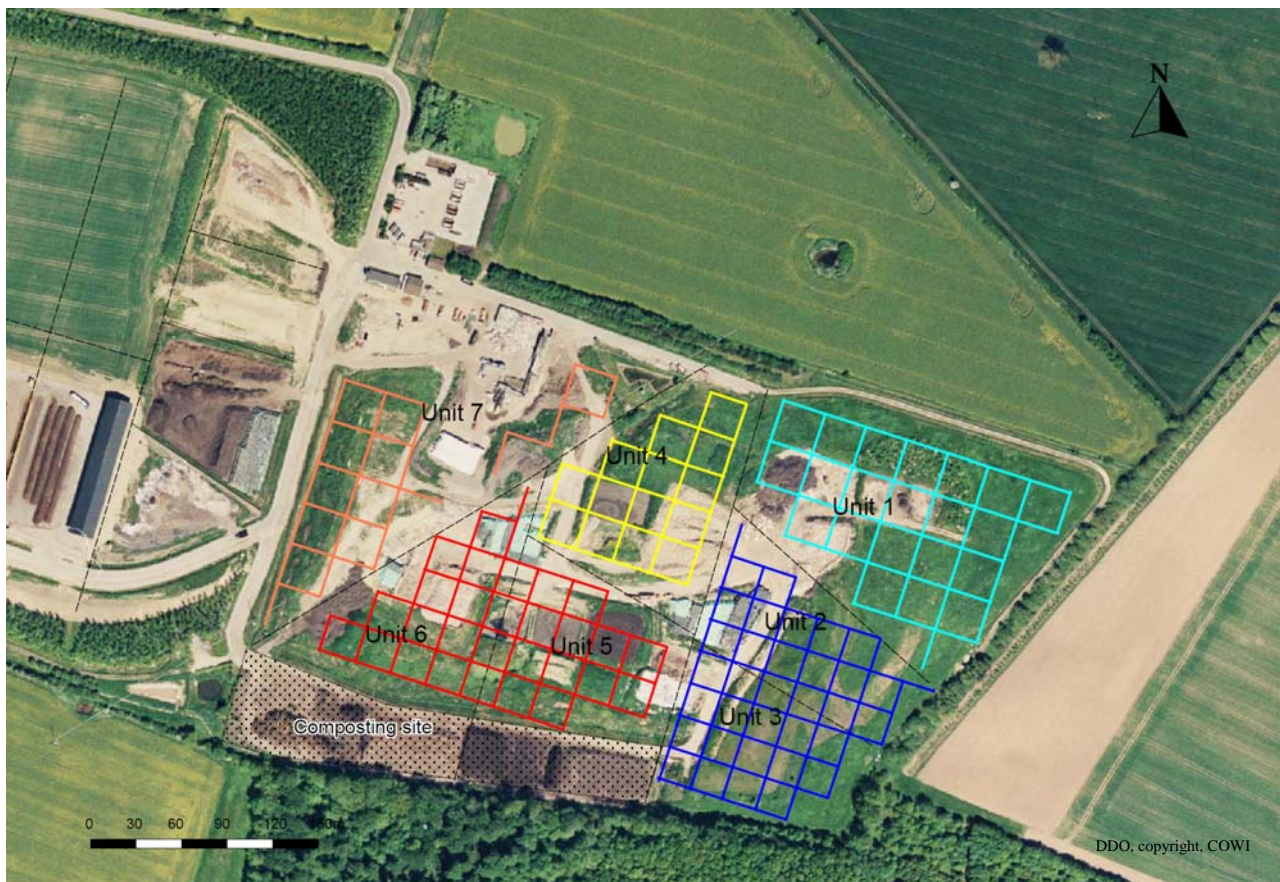 N
Unit 7
Unit 4
Unit 1
Unit 2
Unit 6
Unit 5
Unit 3
Composting site
0 30 60 90 120
DDO, copyright, COWI